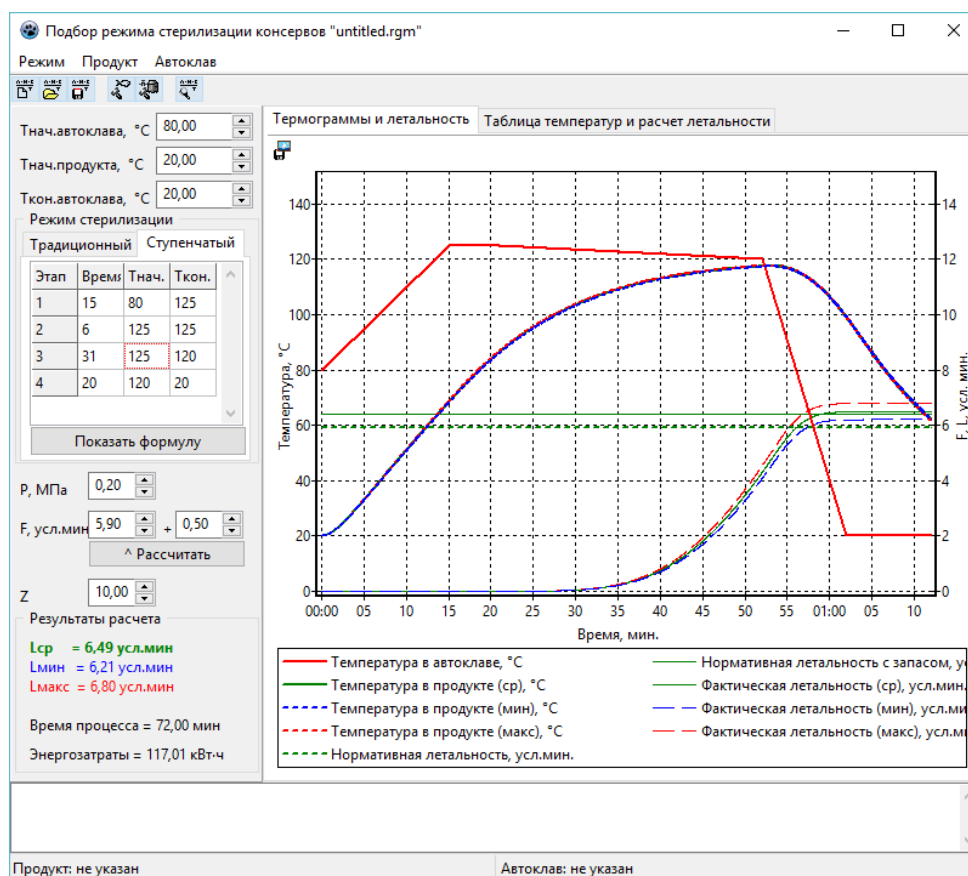 Подбор режима стерилизации консервов "untitled.rgm"
Режим Продукт Автоклав
Tнач.автоклава, °C 80,00
Tнач.продукта, °C 20,00
Tкон.автоклава, °C 20,00
Режим стерилизации
Традиционный Ступенчатый
Этап Время Tнач. Tкон.
1 15 80 125
2 6 125 125
3 31 125 120
4 20 120 20
Показать формулу
P, МПа 0,20
F, усл.мин 5,90 + 0,50
^ Рассчитать
Z 10,00
Результаты расчета
Lср = 6,49 усл.мин
Lмин = 6,21 усл.мин
Lмакс = 6,80 усл.мин
Время процесса = 72,00 мин
Энергозатраты = 117,01 кВт·ч
Термограммы и летальность Таблица температур и расчет летальности
Температура, °C
140
120
100
80
60
40
20
0
14
12
10
8
6
4
2
0
F, L, усл. мин.
00:00 05 10 15 20 25 30 35 40 45 50 55 01:00 05 10
Время, мин.
Температура в автоклаве, °C
Температура в продукте (ср), °C
Температура в продукте (мин), °C
Температура в продукте (макс), °C
Нормативная летальность, усл.мин.
Нормативная летальность с запасом, ус
Фактическая летальность (ср), усл.мин.
Фактическая летальность (мин), усл.ми
Фактическая летальность (макс), усл.ми
Продукт: не указан Автоклав: не указан